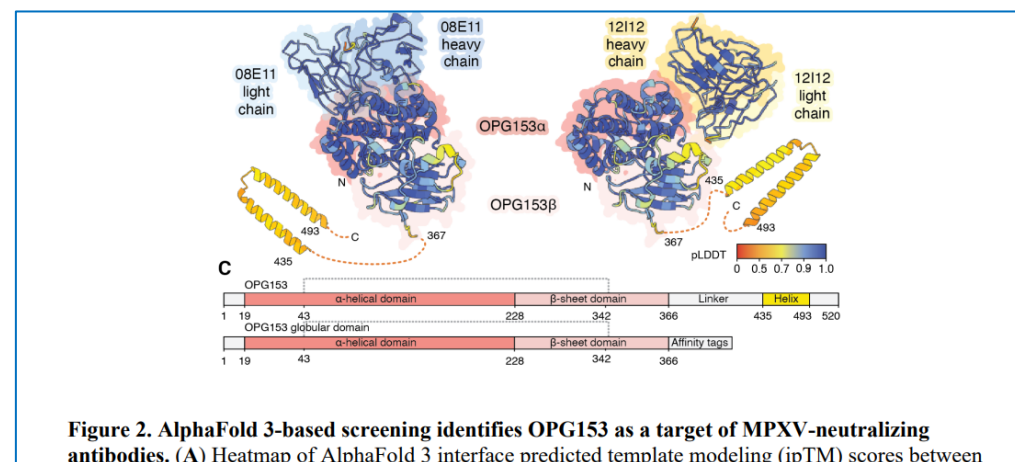 08E11
heavy
chain
12I12
heavy
chain
08E11
light
chain
12I12
light
chain
OPG153α
N
N
OPG153β
435
C
493
367
493
C
435
367
pLDDT
0 0.5 0.7 0.9 1.0
C
OPG153
α-helical domain β-sheet domain Linker Helix
1 19 43 228 342 366 435 493 520
OPG153 globular domain
α-helical domain β-sheet domain Affinity tags
1 19 43 228 342 366
Figure 2. AlphaFold 3-based screening identifies OPG153 as a target of MPXV-neutralizing
antibodies. (A) Heatmap of AlphaFold 3 interface predicted template modeling (ipTM) scores between